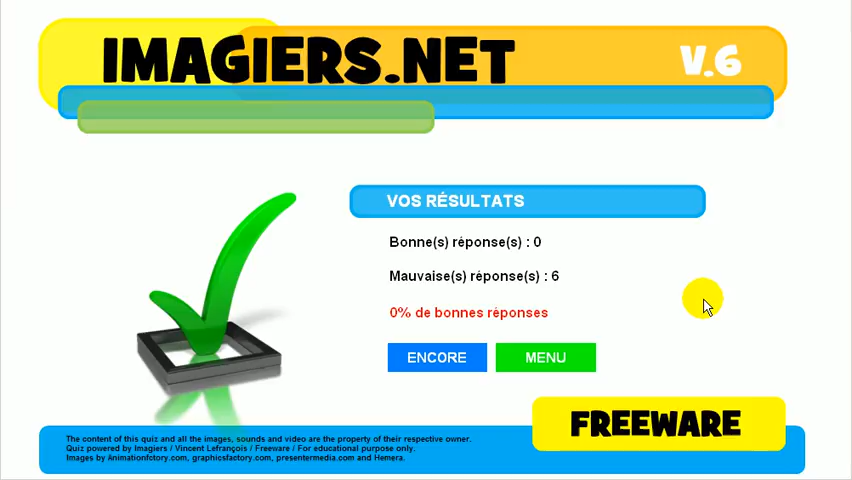 IMAGIERS.NET
V.6
VOS RÉSULTATS
Bonne(s) réponse(s) : 0
Mauvaise(s) réponse(s) : 6
0% de bonnes réponses
ENCORE
MENU
FREEWARE
The content of this quiz and all the images, sounds and video are the property of their respective owner.
Quiz powered by Imagiers / Vincent Lefrançois / Freeware / For educational purpose only.
Images by Animationfctory.com, graphicsfactory.com, presentermedia.com and Hemera.